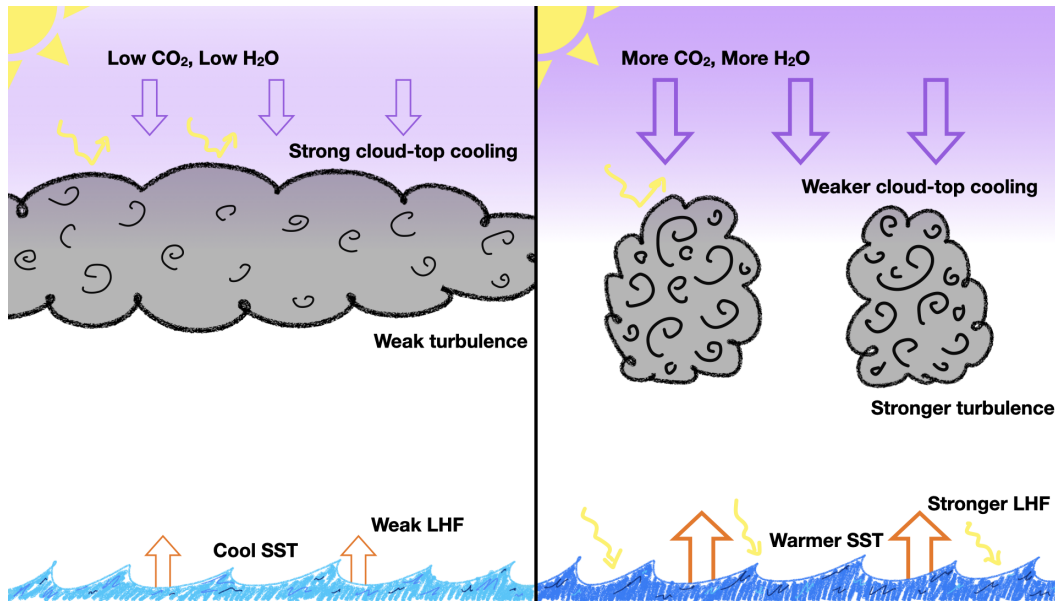 Low CO₂, Low H₂O
Strong cloud-top cooling
Weak turbulence
Weak LHF
Cool SST
More CO₂, More H₂O
Weaker cloud-top cooling
Stronger turbulence
Stronger LHF
Warmer SST